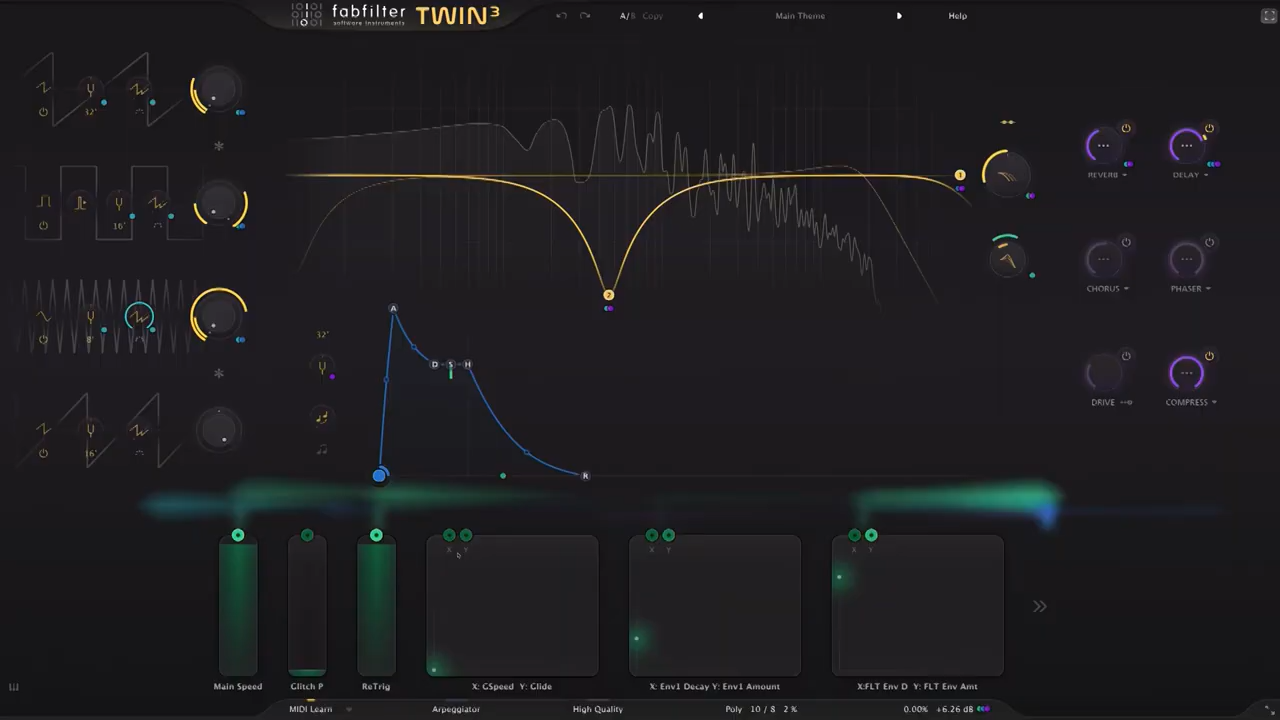 fabfilter TWIN3
software instruments
A/B Copy
Main Theme
Help
32'
16'
8'
16'
32'
1
2
A
D
S
H
R
REVERB
DELAY
CHORUS
PHASER
DRIVE
COMPRESS
X Y
X Y
X Y
Main Speed
Glitch P
ReTrig
X: GSpeed Y: Glide
X: Env1 Decay Y: Env1 Amount
X:FLT Env D Y: FLT Env Amt
MIDI Learn
Arpeggiator
High Quality
Poly 10 / 8 2 %
0.00% +6.26 dB